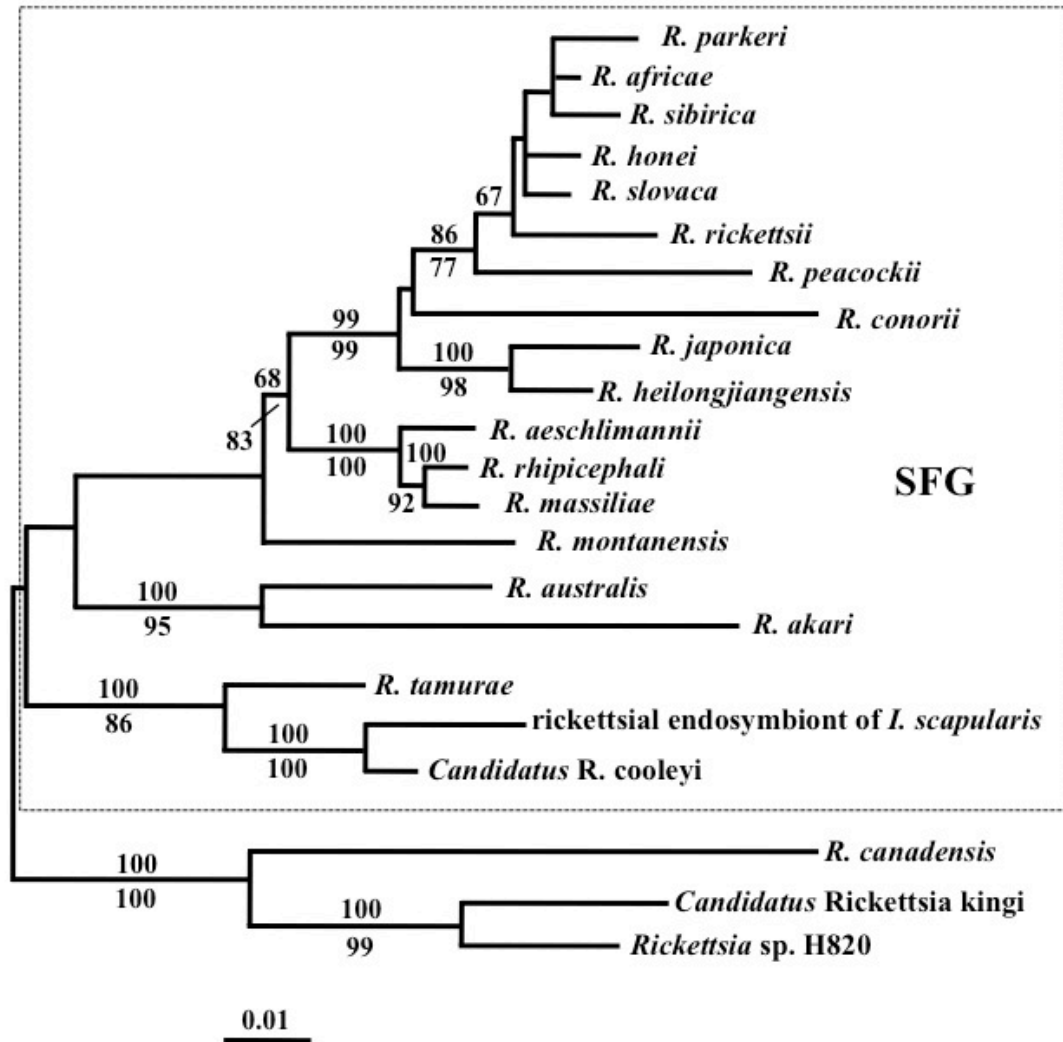 R. parkeri
R. africae
R. sibirica
R. honei
R. slovaca
67
R. rickettsii
86
77
R. peacockii
R. conorii
99
99
100
98
R. japonica
R. heilongjiangensis
68
83
100
100
R. aeschlimannii
100
R. rhipicephali
92
R. massiliae
SFG
R. montanensis
100
95
R. australis
R. akari
100
86
R. tamurae
100
100
rickettsial endosymbiont of I. scapularis
Candidatus R. cooleyi
100
100
R. canadensis
100
99
Candidatus Rickettsia kingi
Rickettsia sp. H820
0.01